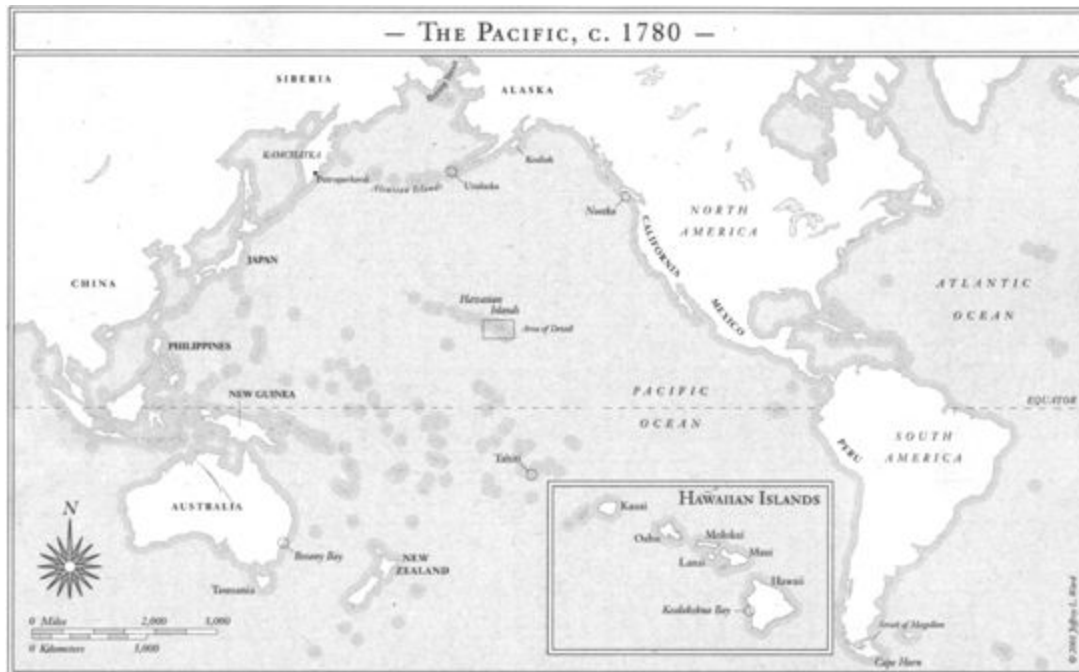 — THE PACIFIC, C. 1780 —
SIBERIA
ALASKA
KAMCHATKA
Kodiak
Aleutian Islands
Unalaska
Nootka
NORTH
AMERICA
CALIFORNIA
JAPAN
CHINA
ATLANTIC
OCEAN
Hawaiian
Islands
Area of Detail
MEXICO
PHILIPPINES
NEW GUINEA
PACIFIC
OCEAN
EQUATOR
SOUTH
AMERICA
PERU
Tahiti
AUSTRALIA
HAWAIIAN ISLANDS
Kauai
Oahu
Molokai
Maui
Lanai
Hawaii
Kealakekua Bay
N
Botany Bay
NEW
ZEALAND
Tasmania
0 Miles 2,000 3,000
0 Kilometers 3,000
Strait of Magellan
Cape Horn